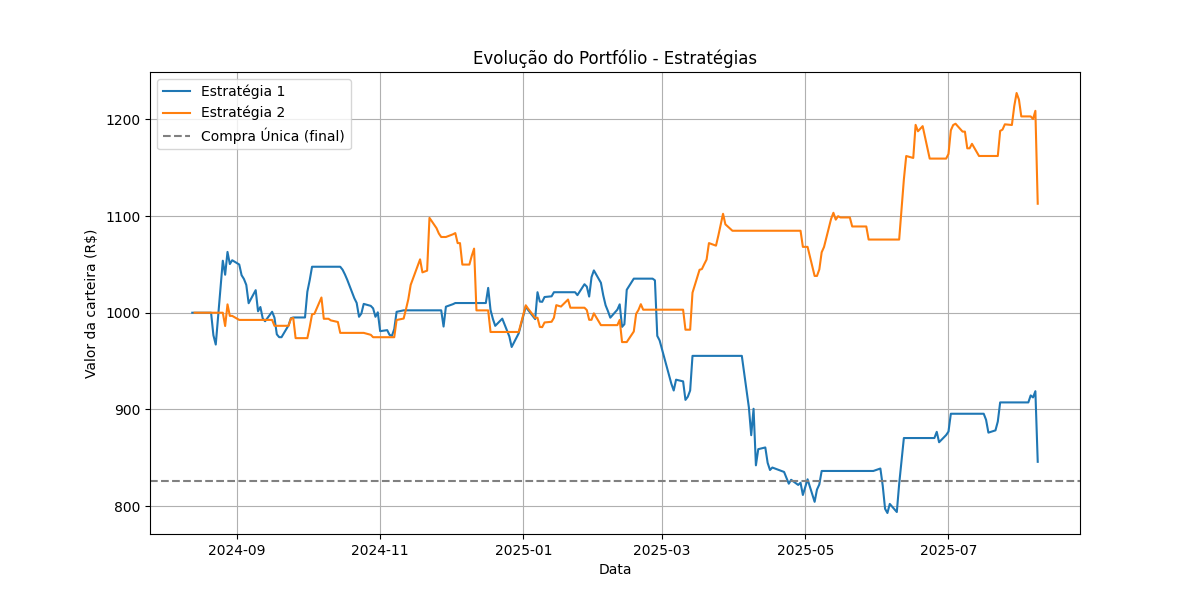 Evolução do Portfólio - Estratégias
Estratégia 1
Estratégia 2
Compra Única (final)
Valor da carteira (R$)
1200
1100
1000
900
800
2024-09
2024-11
2025-01
2025-03
2025-05
2025-07
Data